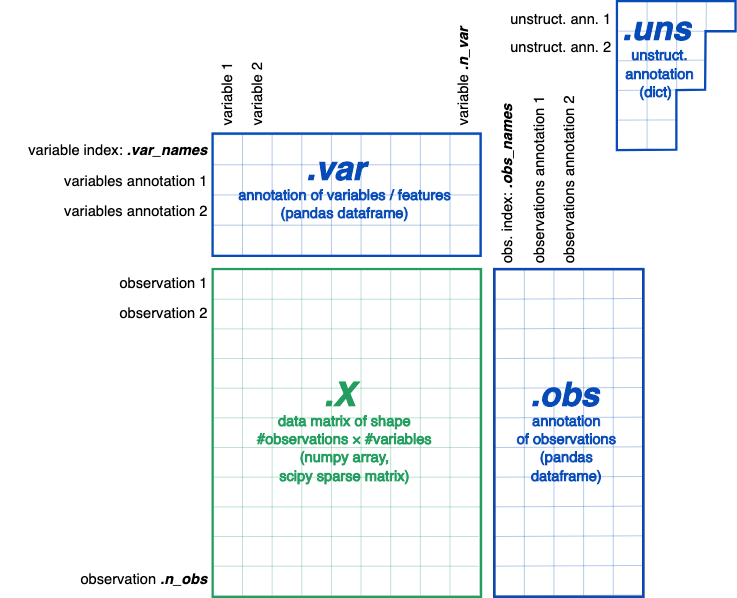 unstruct. ann. 1
unstruct. ann. 2
.uns
unstruct.
annotation
(dict)
variable 1
variable 2
variable .n_var
variable index: .var_names
variables annotation 1
variables annotation 2
.var
annotation of variables / features
(pandas dataframe)
obs. index: .obs_names
observations annotation 1
observations annotation 2
observation 1
observation 2
observation .n_obs
.X
data matrix of shape
#observations × #variables
(numpy array,
scipy sparse matrix)
.obs
annotation
of observations
(pandas
dataframe)